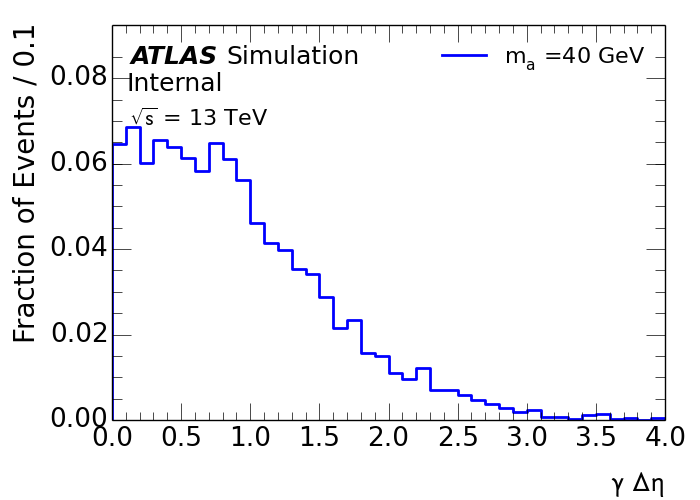 ATLAS Simulation
Internal
√s = 13 TeV
mₐ =40 GeV
Fraction of Events / 0.1
0.08
0.06
0.04
0.02
0.00
0.0 0.5 1.0 1.5 2.0 2.5 3.0 3.5 4.0
γ Δη